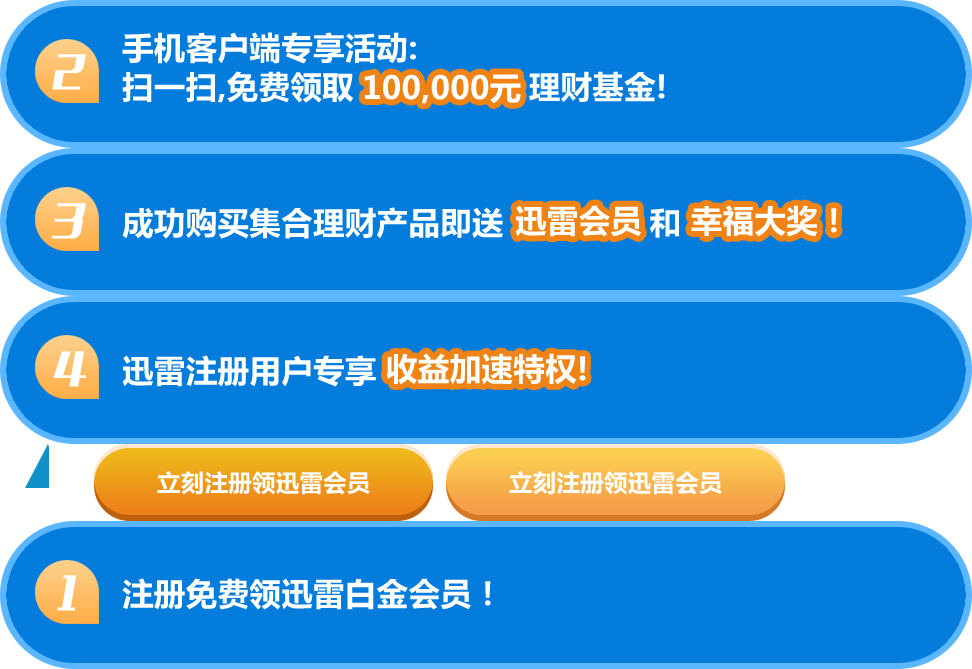 2
手机客户端专享活动:
扫一扫,免费领取 100,000元 理财基金!
3
成功购买集合理财产品即送 迅雷会员 和 幸福大奖！
4
迅雷注册用户专享 收益加速特权!
立刻注册领迅雷会员
立刻注册领迅雷会员
1
注册免费领迅雷白金会员！